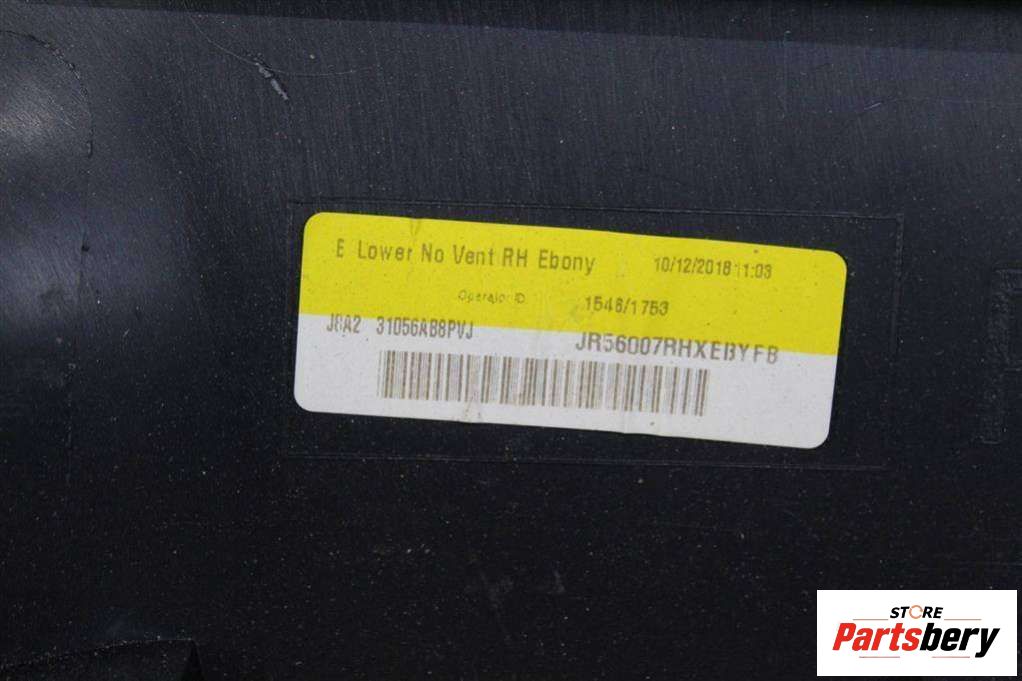 E Lower No Vent RH Ebony 10/12/2018 11:03
Operator ID 1546/1753
J8A2 31056AB8PVJ JR56007RHXEBYFB
STORE
Partsbery